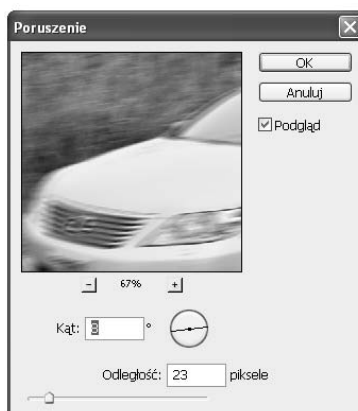 Poruszenie
OK
Anuluj
Podgląd
67%
Kąt: °
Odległość: 23 piksele